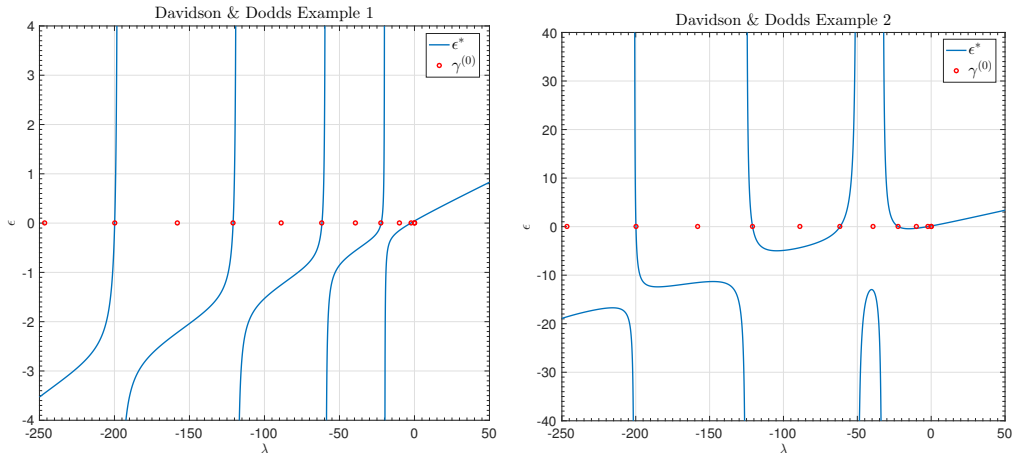 Davidson & Dodds Example 1
4
3
2
1
0
-1
-2
-3
-4
ϵ
-250 -200 -150 -100 -50 0 50
λ
ϵ*
γ(0)
Davidson & Dodds Example 2
40
30
20
10
0
-10
-20
-30
-40
ϵ
-250 -200 -150 -100 -50 0 50
λ
ϵ*
γ(0)